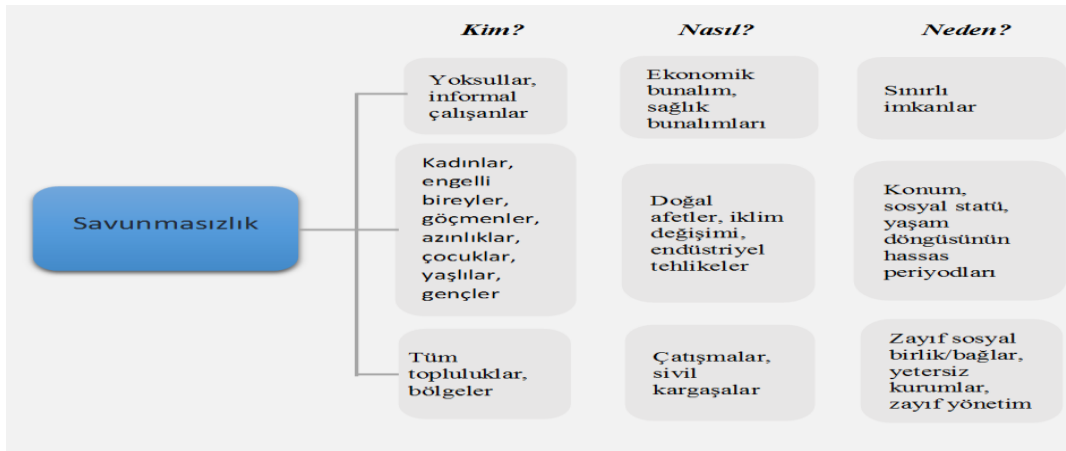 Kim?
Nasıl?
Neden?
Yoksullar,
informal
çalışanlar
Ekonomik
bunalım,
sağlık
bunalımları
Sınırlı
imkanlar
Savunmasızlık
Kadınlar,
engelli
bireyler,
göçmenler,
azınlıklar,
çocuklar,
yaşlılar,
gençler
Doğal
afetler, iklim
değişimi,
endüstriyel
tehlikeler
Konum,
sosyal statü,
yaşam
döngüsünün
hassas
periyodları
Tüm
topluluklar,
bölgeler
Çatışmalar,
sivil
kargaşalar
Zayıf sosyal
birlik/bağlar,
yetersiz
kurumlar,
zayıf yönetim